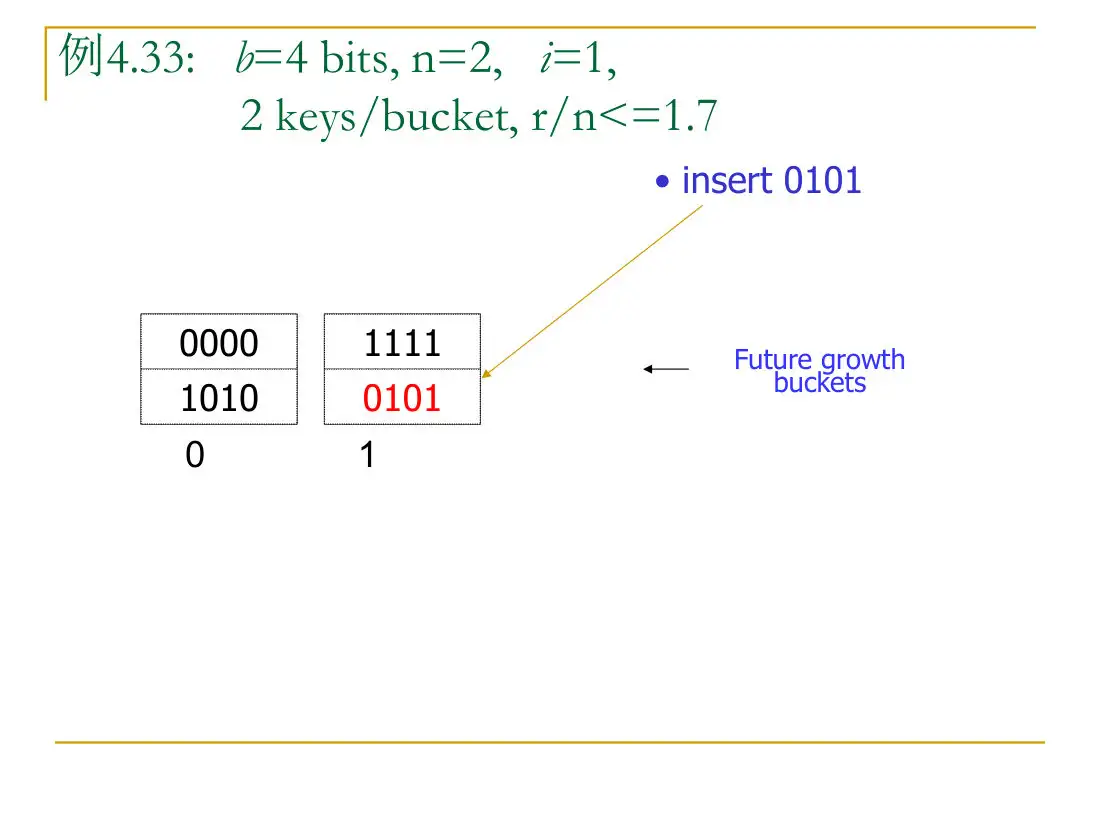 例4.33: b=4 bits, n=2, i=1,
2 keys/bucket, r/n<=1.7
• insert 0101
0000 1111
1010 0101
0 1
Future growth
buckets